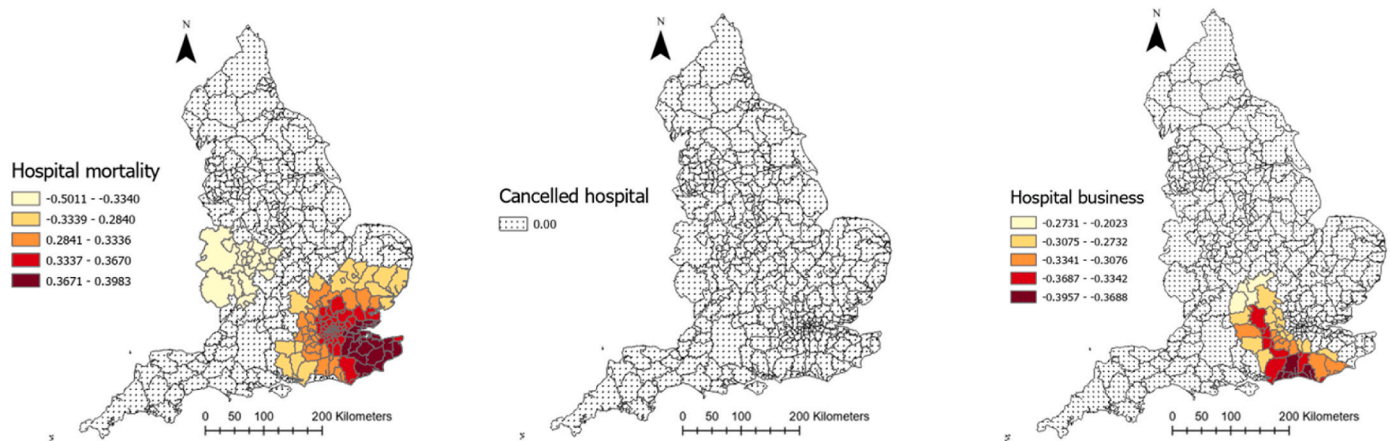 N
Hospital mortality
-0.5011 - -0.3340
-0.3339 - 0.2840
0.2841 - 0.3336
0.3337 - 0.3670
0.3671 - 0.3983
0 50 100 200 Kilometers
N
Cancelled hospital
0.00
0 50 100 200 Kilometers
N
Hospital business
-0.2731 - -0.2023
-0.3075 - -0.2732
-0.3341 - -0.3076
-0.3687 - -0.3342
-0.3957 - -0.3688
0 50 100 200 Kilometers